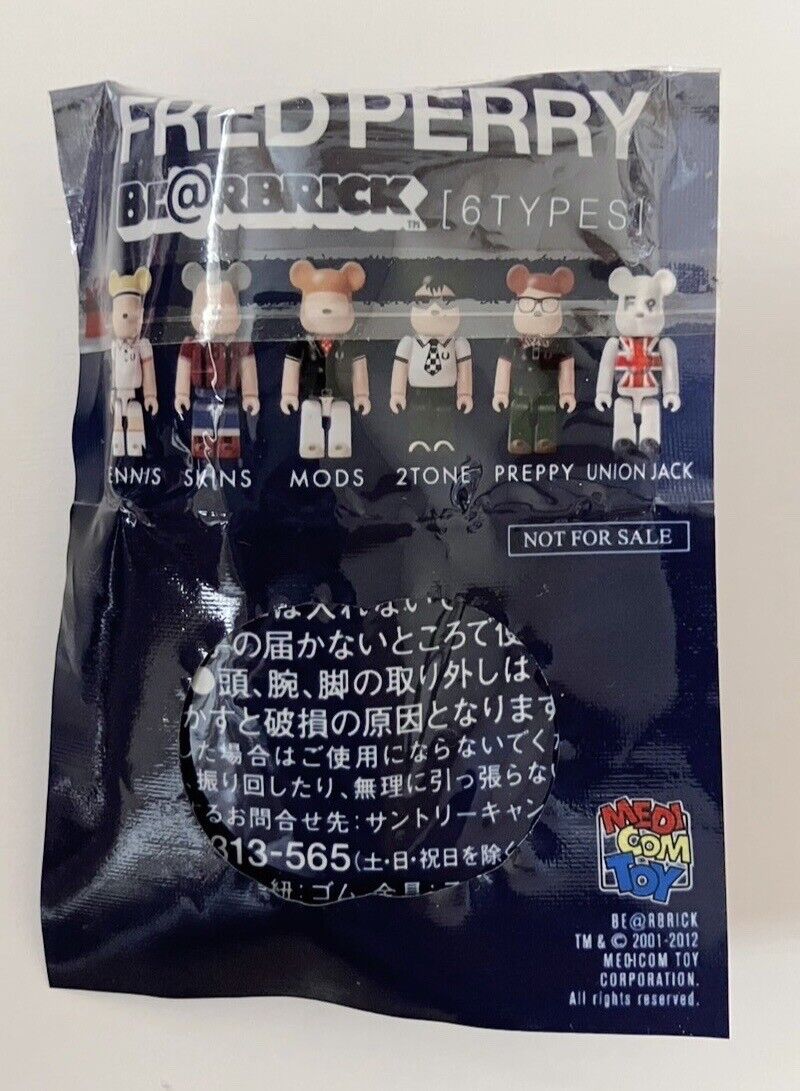 FRED PERRY
BE@RBRICK TM [6TYPES]
ENNIS SKINS MODS 2TONE PREPPY UNION JACK
NOT FOR SALE
は入れないで
の届かないところで使
●頭、腕、脚の取り外しは
かすと破損の原因となります
た場合はご使用にならないでくだ
振り回したり、無理に引っ張らない
るお問合せ先:サントリーキャン
313-565(土・日・祝日を除く
紐:ゴム 金具:
MEDI
COM
TOY
BE@RBRICK
TM & © 2001-2012
MEDICOM TOY
CORPORATION.
All rights reserved.